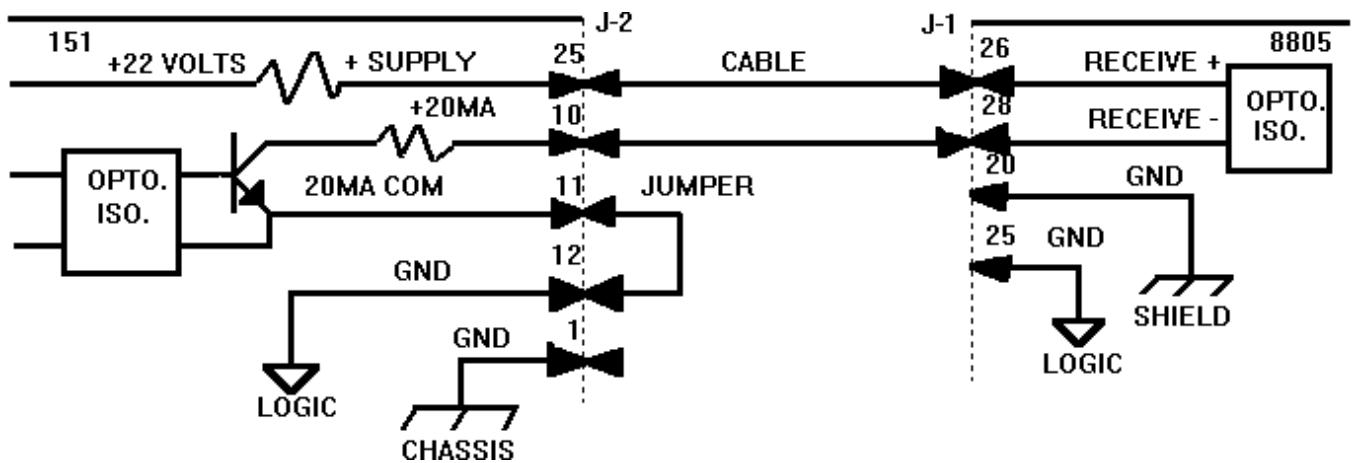 J-2
J-1
151
8805
+22 VOLTS
+ SUPPLY
25
CABLE
26
RECEIVE +
+20MA
10
28
RECEIVE -
OPTO.
ISO.
OPTO.
ISO.
20MA COM
11
JUMPER
20
GND
12
GND
25
GND
SHIELD
1
GND
LOGIC
LOGIC
CHASSIS